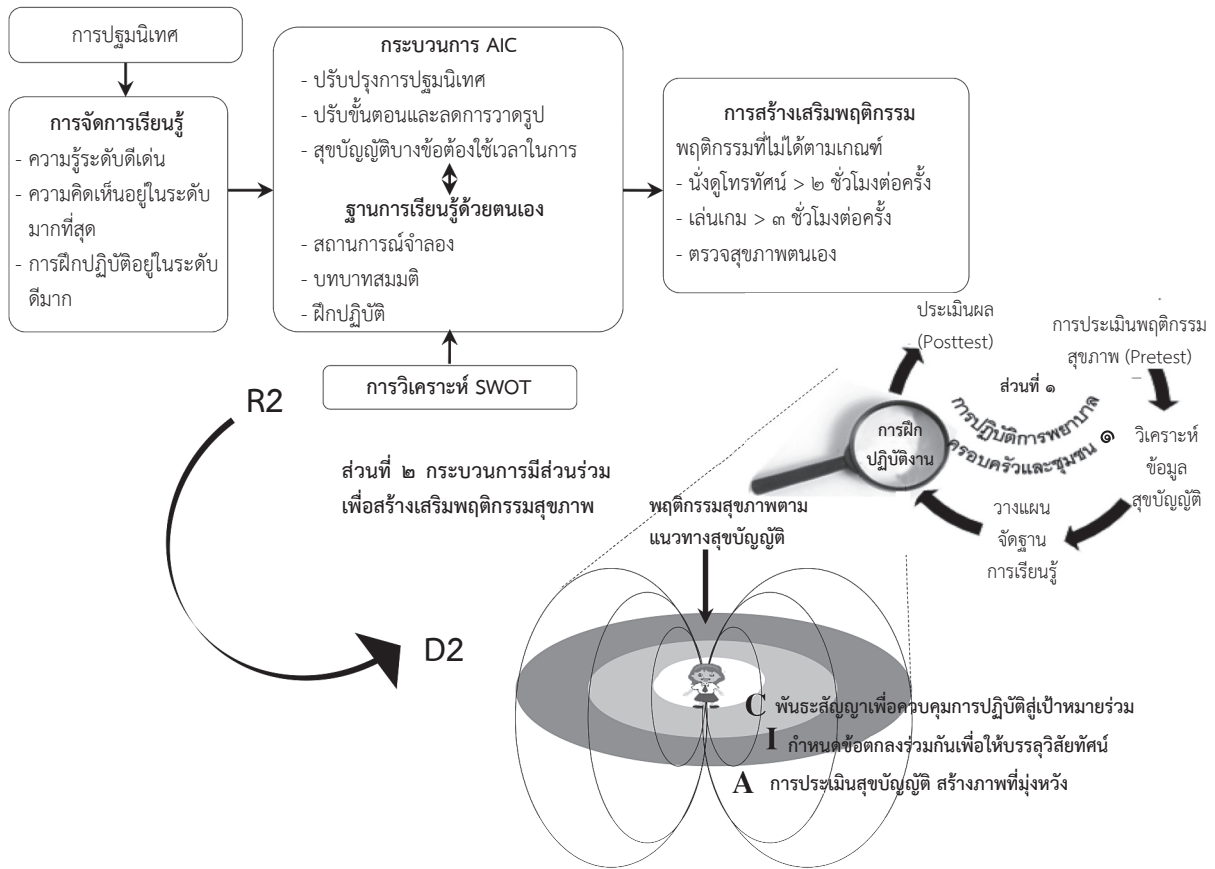 การปฐมนิเทศ
การจัดการเรียนรู้
- ความรู้ระดับดีเด่น
- ความคิดเห็นอยู่ในระดับ
มากที่สุด
- การฝึกปฏิบัติอยู่ในระดับ
ดีมาก
กระบวนการ AIC
- ปรับปรุงการปฐมนิเทศ
- ปรับขั้นตอนและลดการวาดรูป
- สุขบัญญัติบางข้อต้องใช้เวลาในการ
ฐานการเรียนรู้ด้วยตนเอง
- สถานการณ์จำลอง
- บทบาทสมมติ
- ฝึกปฏิบัติ
การวิเคราะห์ SWOT
การสร้างเสริมพฤติกรรม
พฤติกรรมที่ไม่ได้ตามเกณฑ์
- นั่งดูโทรทัศน์ > ๒ ชั่วโมงต่อครั้ง
- เล่นเกม > ๓ ชั่วโมงต่อครั้ง
- ตรวจสุขภาพตนเอง
ประเมินผล
(Posttest)
การประเมินพฤติกรรม
สุขภาพ (Pretest)
ส่วนที่ ๑
การปฏิบัติการพยาบาล
ครอบครัวและชุมชน ๑
การฝึก
ปฏิบัติงาน
วิเคราะห์
ข้อมูล
สุขบัญญัติ
วางแผน
จัดฐาน
การเรียนรู้
R2
ส่วนที่ ๒ กระบวนการมีส่วนร่วม
เพื่อสร้างเสริมพฤติกรรมสุขภาพ
พฤติกรรมสุขภาพตาม
แนวทางสุขบัญญัติ
D2
C พันธะสัญญาเพื่อควบคุมการปฏิบัติสู่เป้าหมายร่วม
I กำหนดข้อตกลงร่วมกันเพื่อให้บรรลุวิสัยทัศน์
A การประเมินสุขบัญญัติ สร้างภาพที่มุ่งหวัง